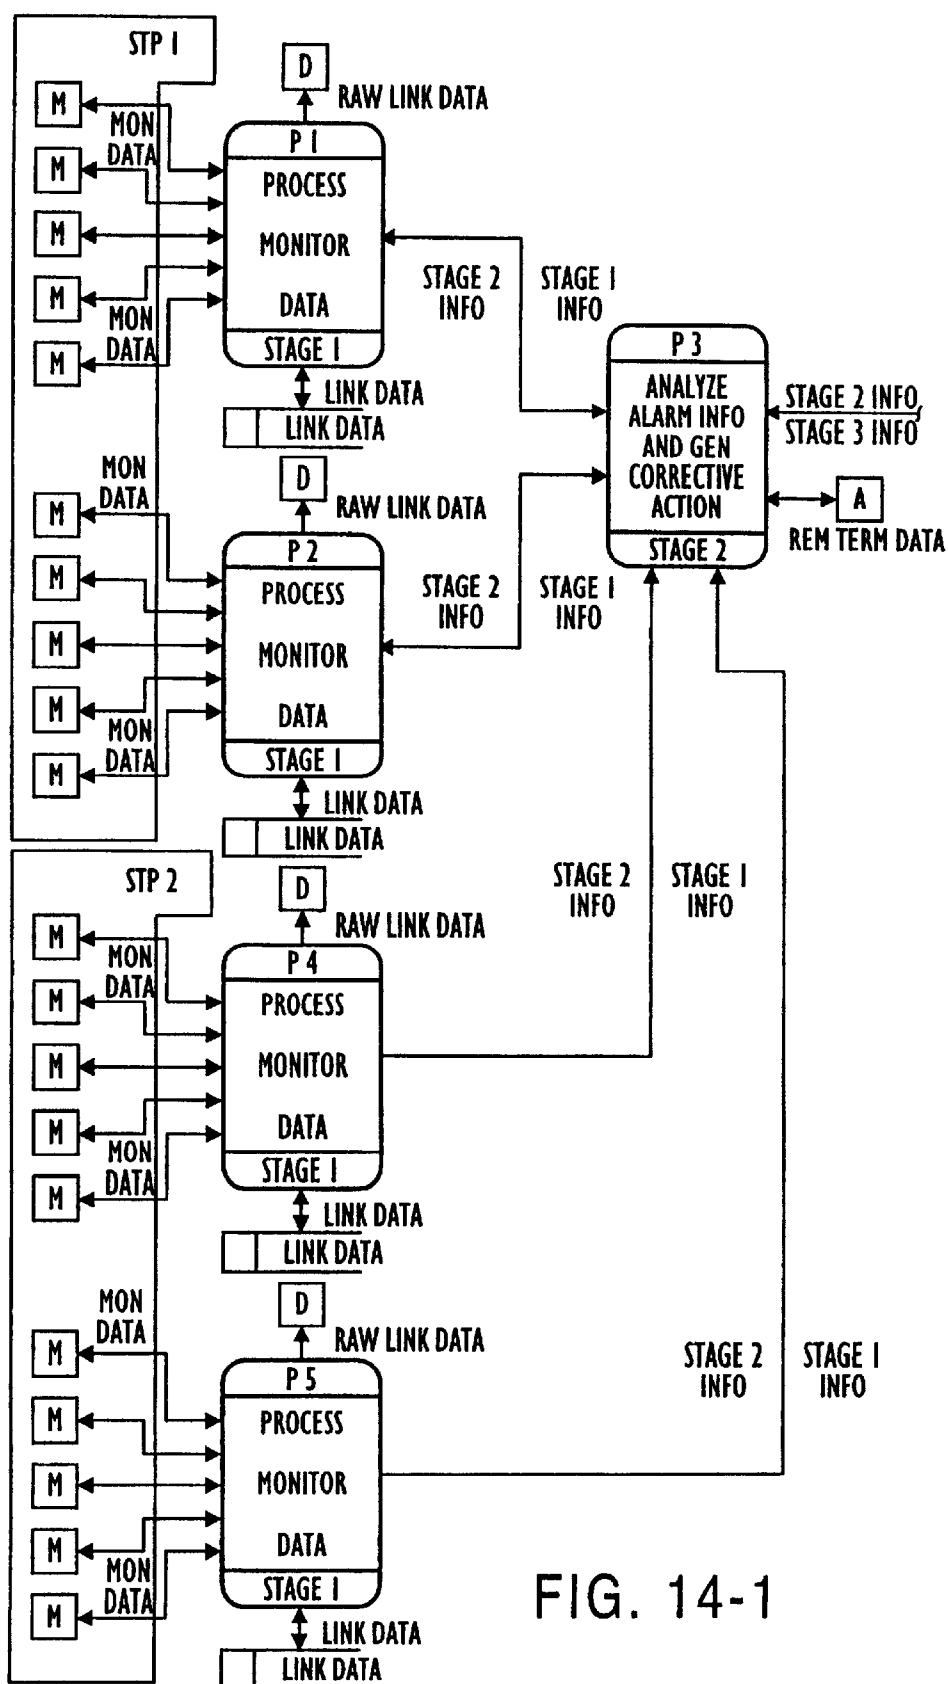 STP 1
D
RAW LINK DATA
M
MON
DATA
M
M
M
MON
DATA
M
P 1
PROCESS
MONITOR
DATA
STAGE 1
LINK DATA
LINK DATA
STAGE 2
INFO
STAGE 1
INFO
P 3
ANALYZE
ALARM INFO
AND GEN
CORRECTIVE
ACTION
STAGE 2
STAGE 2 INFO
STAGE 3 INFO
A
REM TERM DATA
MON
DATA
M
M
M
M
MON
DATA
M
D
RAW LINK DATA
P 2
PROCESS
MONITOR
DATA
STAGE 1
LINK DATA
LINK DATA
STAGE 2
INFO
STAGE 1
INFO
STP 2
D
RAW LINK DATA
M
MON
DATA
M
M
M
MON
DATA
M
P 4
PROCESS
MONITOR
DATA
STAGE 1
LINK DATA
LINK DATA
STAGE 2
INFO
STAGE 1
INFO
MON
DATA
M
M
M
M
MON
DATA
M
D
RAW LINK DATA
P 5
PROCESS
MONITOR
DATA
STAGE 1
LINK DATA
LINK DATA
STAGE 2
INFO
STAGE 1
INFO
FIG. 14-1